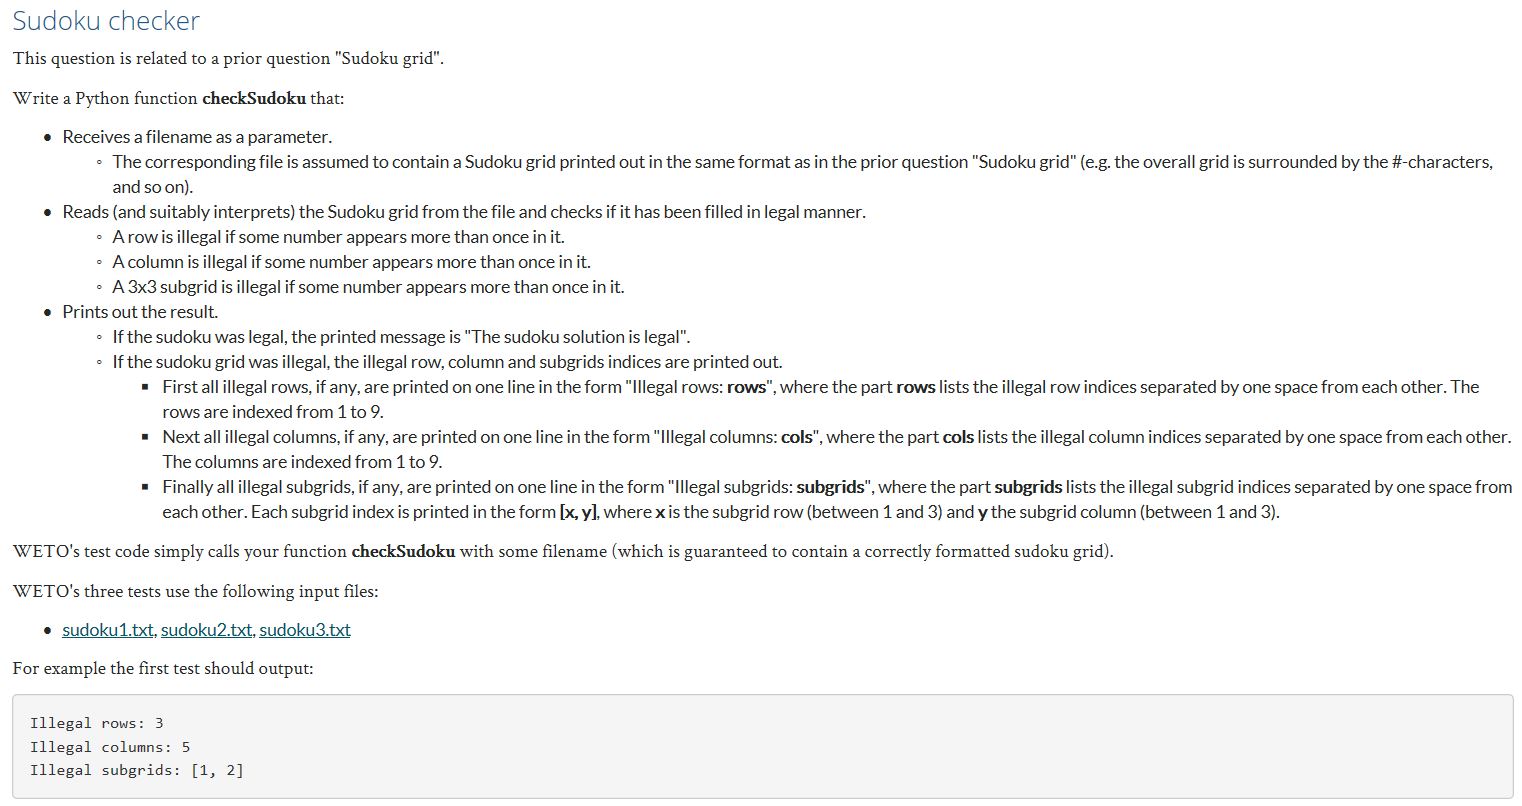 Sudoku checker
This question is related to a prior question "Sudoku grid".
Write a Python function checkSudoku that:
• Receives a filename as a parameter.
◦ The corresponding file is assumed to contain a Sudoku grid printed out in the same format as in the prior question "Sudoku grid" (e.g. the overall grid is surrounded by the #-characters,
and so on).
• Reads (and suitably interprets) the Sudoku grid from the file and checks if it has been filled in legal manner.
◦ A row is illegal if some number appears more than once in it.
◦ A column is illegal if some number appears more than once in it.
◦ A 3x3 subgrid is illegal if some number appears more than once in it.
• Prints out the result.
◦ If the sudoku was legal, the printed message is "The sudoku solution is legal".
◦ If the sudoku grid was illegal, the illegal row, column and subgrids indices are printed out.
▪ First all illegal rows, if any, are printed on one line in the form "Illegal rows: rows", where the part rows lists the illegal row indices separated by one space from each other. The
rows are indexed from 1 to 9.
▪ Next all illegal columns, if any, are printed on one line in the form "Illegal columns: cols", where the part cols lists the illegal column indices separated by one space from each other.
The columns are indexed from 1 to 9.
▪ Finally all illegal subgrids, if any, are printed on one line in the form "Illegal subgrids: subgrids", where the part subgrids lists the illegal subgrid indices separated by one space from
each other. Each subgrid index is printed in the form [x, y], where x is the subgrid row (between 1 and 3) and y the subgrid column (between 1 and 3).
WETO's test code simply calls your function checkSudoku with some filename (which is guaranteed to contain a correctly formatted sudoku grid).
WETO's three tests use the following input files:
• sudoku1.txt, sudoku2.txt, sudoku3.txt
For example the first test should output:
Illegal rows: 3
Illegal columns: 5
Illegal subgrids: [1, 2]